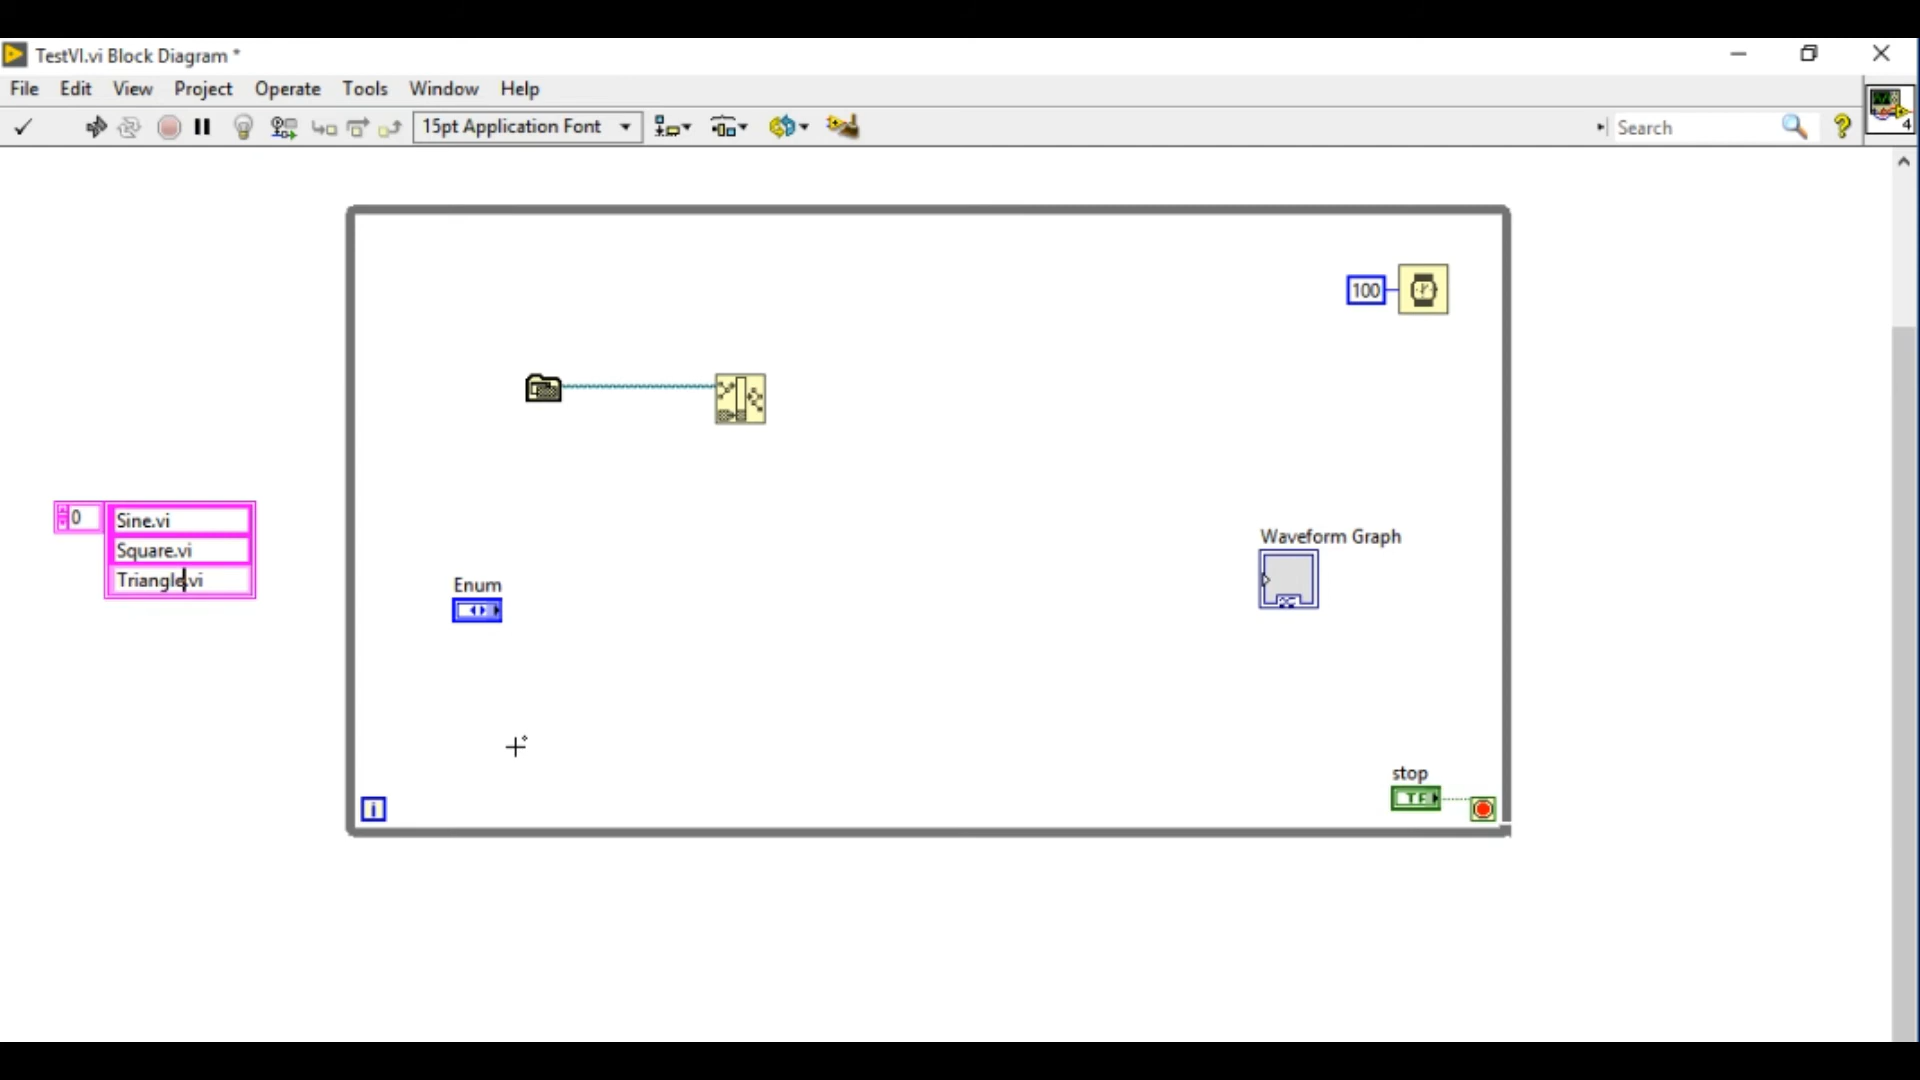 TestVI.vi Block Diagram *
File Edit View Project Operate Tools Window Help
15pt Application Font
Search
4
100
0
Sine.vi
Square.vi
Triangle.vi
Waveform Graph
Enum
stop
TF
i